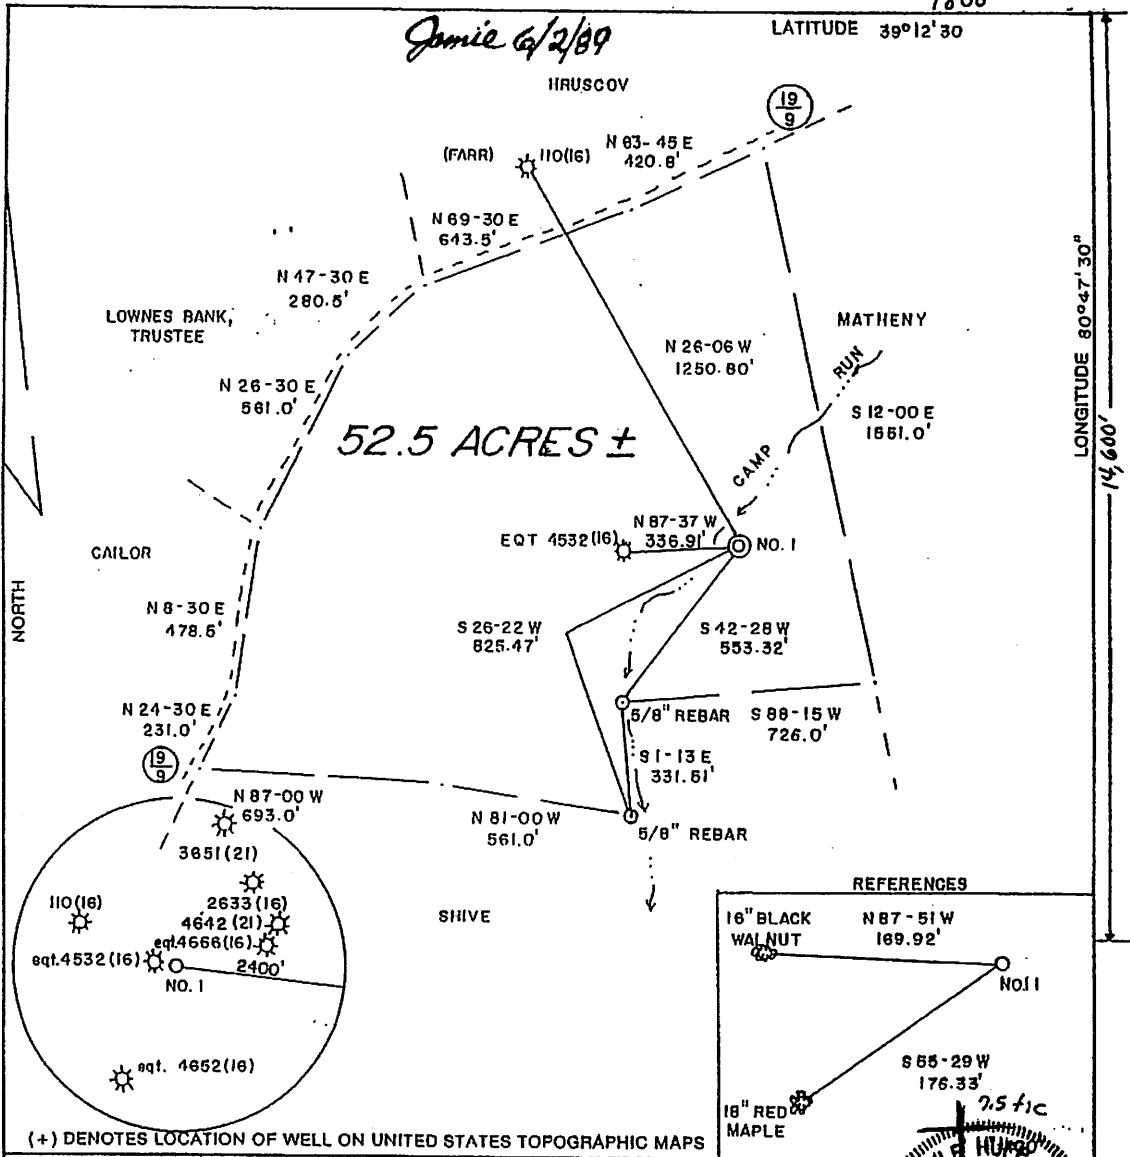 Jamie 6/2/89
LATITUDE 39°12'30
HRUSCOV
19
9
(FARR)
110(16)
N 83-45 E
420.8'
N 69-30 E
643.5'
N 47-30 E
280.5'
LOWNES BANK,
TRUSTEE
N 26-06 W
1250.80'
MATHENY
RUN
LONGITUDE 80°47'30"
14,600'
N 26-30 E
561.0'
S 12-00 E
1661.0'
52.5 ACRES ±
CAMP
CAILOR
EQT 4532(16)
N 87-37 W
336.91'
NO. 1
NORTH
N 8-30 E
478.5'
S 26-22 W
825.47'
S 42-28 W
553.32'
N 24-30 E
231.0'
19
9
5/8" REBAR
S 88-15 W
726.0'
S 1-13 E
331.51'
N 87-00 W
693.0'
N 81-00 W
561.0'
5/8" REBAR
3651(21)
110(16)
2633(16)
4642(21)
eqt.4666(16)
eqt.4532(16)
2400'
NO. 1
eqt. 4652(16)
SHIVE
REFERENCES
16" BLACK
WALNUT
N 87-51 W
169.92'
NO.11
S 55-29 W
176.33'
18" RED
MAPLE
7.5 tic
(+) DENOTES LOCATION OF WELL ON UNITED STATES TOPOGRAPHIC MAPS